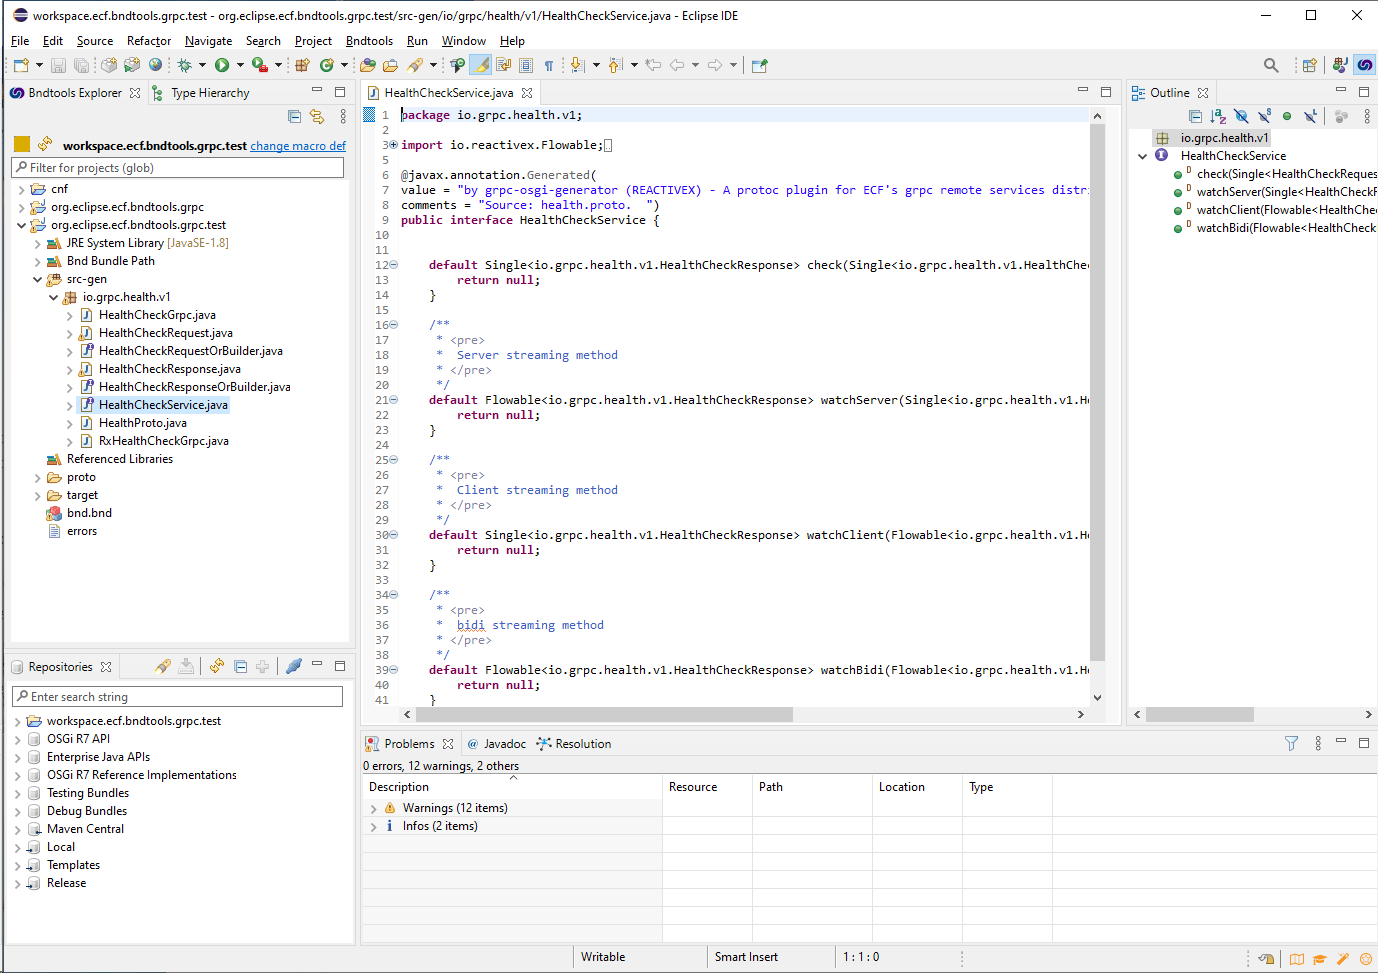 workspace.ecf.bndtools.grpc.test - org.eclipse.ecf.bndtools.grpc.test/src-gen/io/grpc/health/v1/HealthCheckService.java - Eclipse IDE
File Edit Source Refactor Navigate Search Project Bndtools Run Window Help
Bndtools Explorer
Type Hierarchy
workspace.ecf.bndtools.grpc.test change macro def
Filter for projects (glob)
cnf
org.eclipse.ecf.bndtools.grpc
org.eclipse.ecf.bndtools.grpc.test
JRE System Library [JavaSE-1.8]
Bnd Bundle Path
src-gen
io.grpc.health.v1
HealthCheckGrpc.java
HealthCheckRequest.java
HealthCheckRequestOrBuilder.java
HealthCheckResponse.java
HealthCheckResponseOrBuilder.java
HealthCheckService.java
HealthProto.java
RxHealthCheckGrpc.java
Referenced Libraries
proto
target
bnd.bnd
errors
Repositories
Enter search string
workspace.ecf.bndtools.grpc.test
OSGi R7 API
Enterprise Java APIs
OSGi R7 Reference Implementations
Testing Bundles
Debug Bundles
Maven Central
Local
Templates
Release
HealthCheckService.java
1 package io.grpc.health.v1;
2
3 import io.reactivex.Flowable;
5
6 @javax.annotation.Generated(
7 value = "by grpc-osgi-generator (REACTIVEX) - A protoc plugin for ECF's grpc remote services distri
8 comments = "Source: health.proto.  ")
9 public interface HealthCheckService {
10
11
12 default Single<io.grpc.health.v1.HealthCheckResponse> check(Single<io.grpc.health.v1.HealthChe
13 return null;
14 }
15
16 /**
17 * <pre>
18 *  Server streaming method
19 * </pre>
20 */
21 default Flowable<io.grpc.health.v1.HealthCheckResponse> watchServer(Single<io.grpc.health.v1.He
22 return null;
23 }
24
25 /**
26 * <pre>
27 *  Client streaming method
28 * </pre>
29 */
30 default Single<io.grpc.health.v1.HealthCheckResponse> watchClient(Flowable<io.grpc.health.v1.He
31 return null;
32 }
33
34 /**
35 * <pre>
36 *  bidi streaming method
37 * </pre>
38 */
39 default Flowable<io.grpc.health.v1.HealthCheckResponse> watchBidi(Flowable<io.grpc.health.v1.He
40 return null;
41 }
Outline
io.grpc.health.v1
HealthCheckService
check(Single<HealthCheckReques
watchServer(Single<HealthCheckR
watchClient(Flowable<HealthChec
watchBidi(Flowable<HealthCheck
Problems
@ Javadoc
Resolution
0 errors, 12 warnings, 2 others
Description Resource Path Location Type
Warnings (12 items)
Infos (2 items)
Writable Smart Insert 1 : 1 : 0